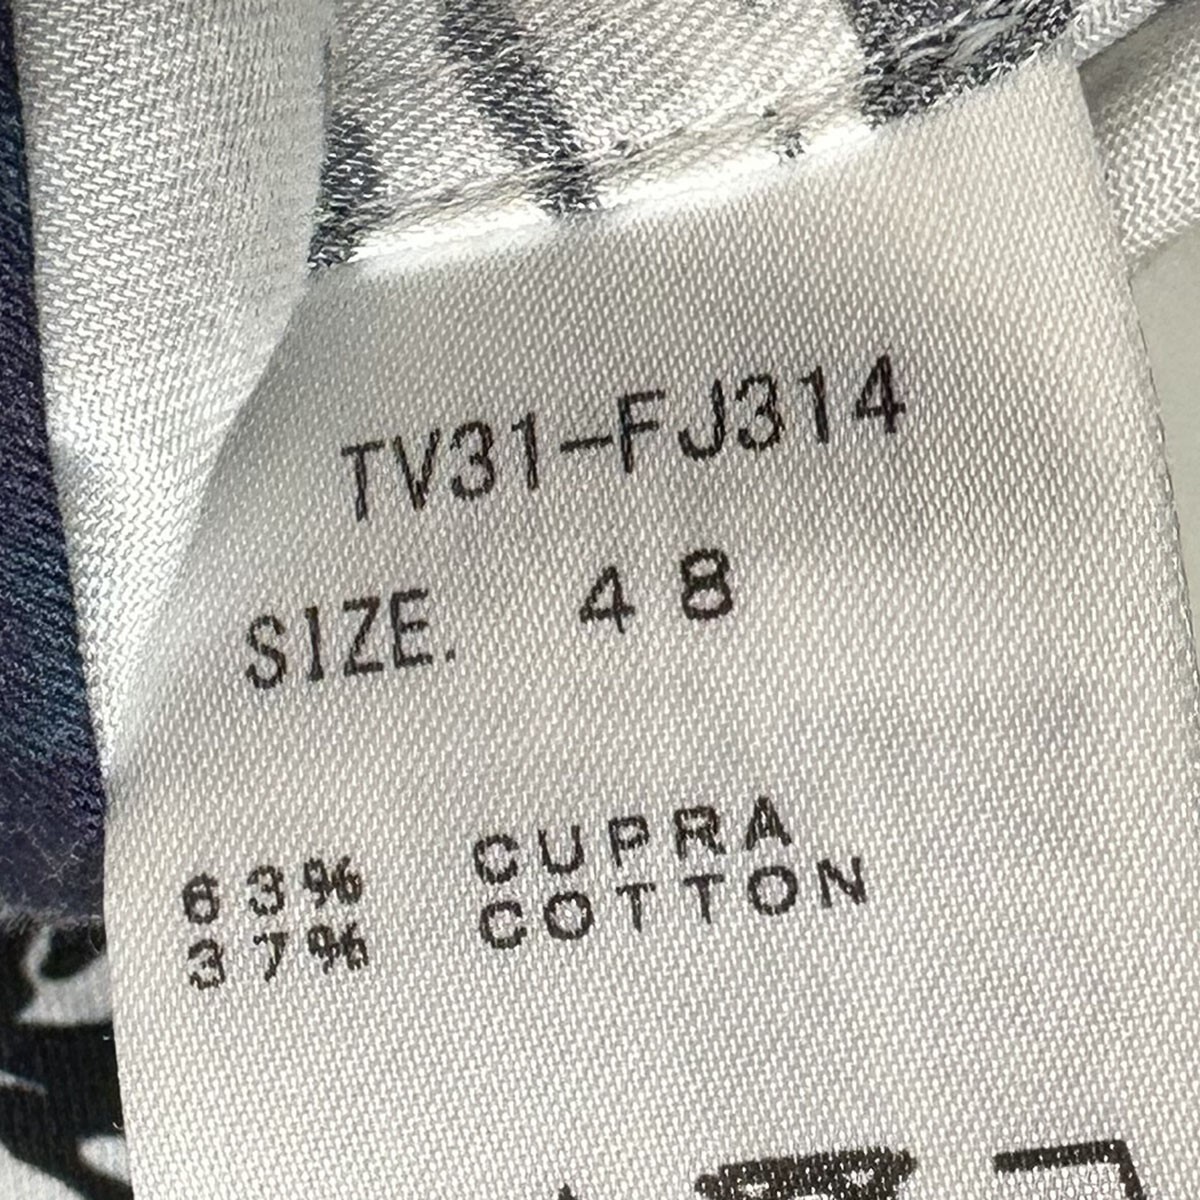 TV31-FJ314
SIZE. 48
63% CUPRA
37% COTTON